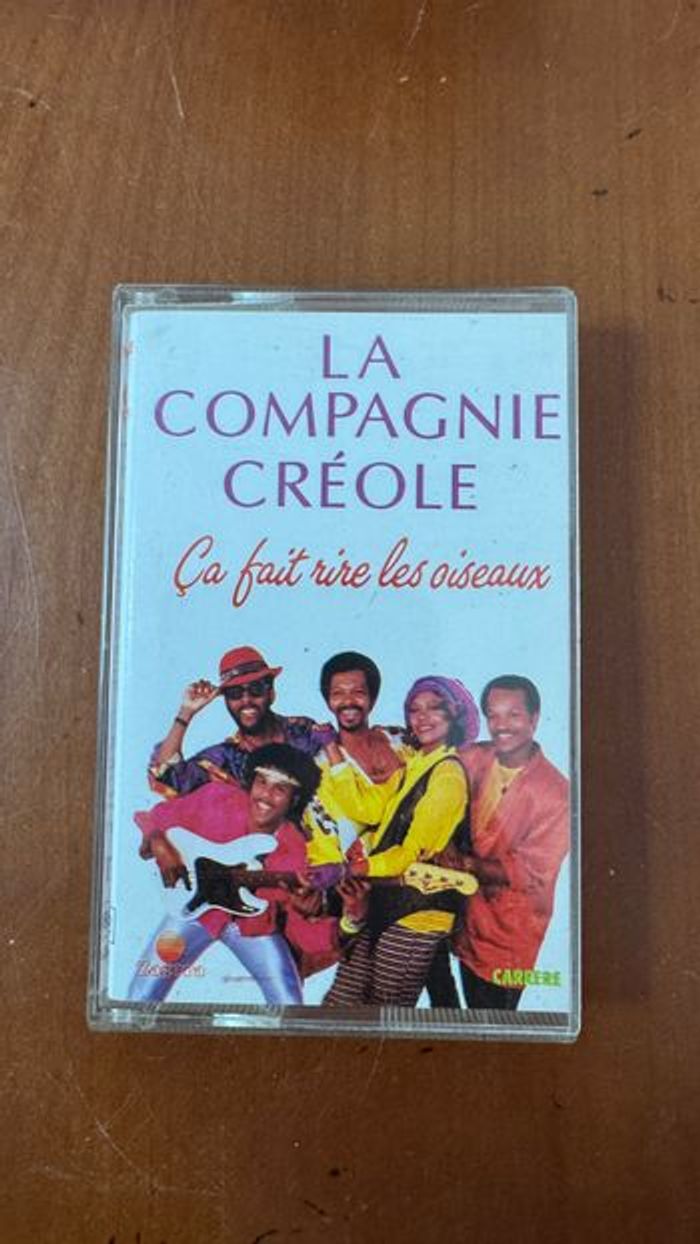 LA
COMPAGNIE
CRÉOLE
Ça fait rire les oiseaux
CARRERE